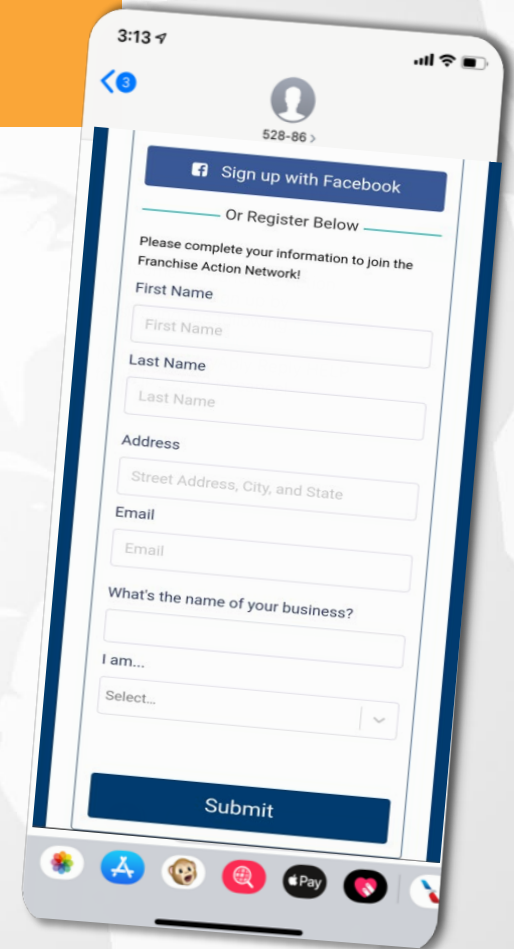 3:13
3
528-86 >
Sign up with Facebook
Or Register Below
Please complete your information to join the
Franchise Action Network!
First Name
First Name
Last Name
Last Name
Address
Street Address, City, and State
Email
Email
What's the name of your business?
I am...
Select...
Submit
Pay